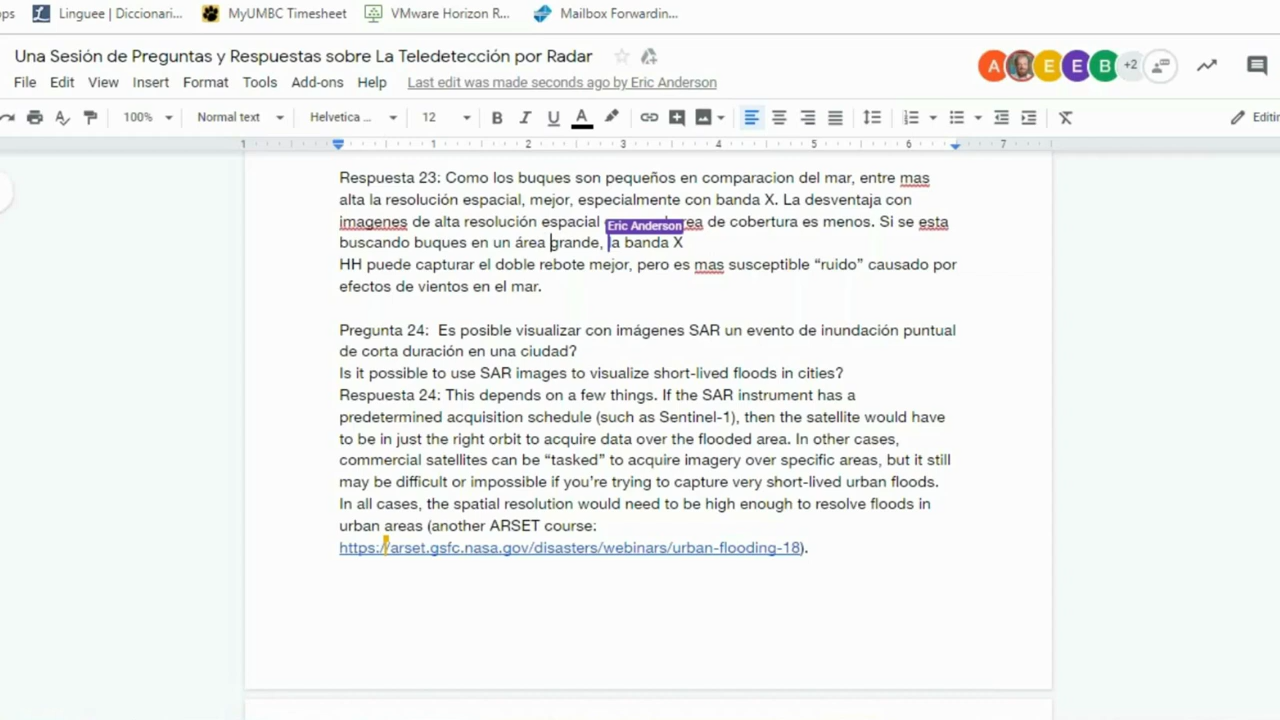 ps Linguee | Diccionari... MyUMBC Timesheet VMware Horizon R... Mailbox Forwardin...
Una Sesión de Preguntas y Respuestas sobre La Teledetección por Radar
A E E B +2
File Edit View Insert Format Tools Add-ons Help Last edit was made seconds ago by Eric Anderson
100% Normal text Helvetica ... 12 B I U A Editin
1 1 2 3 4 5 6 7
Respuesta 23: Como los buques son pequeños en comparacion del mar, entre mas
alta la resolución espacial, mejor, especialmente con banda X. La desventaja con
imagenes de alta resolución espacial rea de cobertura es menos. Si se esta
Eric Anderson
buscando buques en un área grande, la banda X
HH puede capturar el doble rebote mejor, pero es mas susceptible “ruido” causado por
efectos de vientos en el mar.
Pregunta 24: Es posible visualizar con imágenes SAR un evento de inundación puntual
de corta duración en una ciudad?
Is it possible to use SAR images to visualize short-lived floods in cities?
Respuesta 24: This depends on a few things. If the SAR instrument has a
predetermined acquisition schedule (such as Sentinel-1), then the satellite would have
to be in just the right orbit to acquire data over the flooded area. In other cases,
commercial satellites can be “tasked” to acquire imagery over specific areas, but it still
may be difficult or impossible if you’re trying to capture very short-lived urban floods.
In all cases, the spatial resolution would need to be high enough to resolve floods in
urban areas (another ARSET course:
https://arset.gsfc.nasa.gov/disasters/webinars/urban-flooding-18).